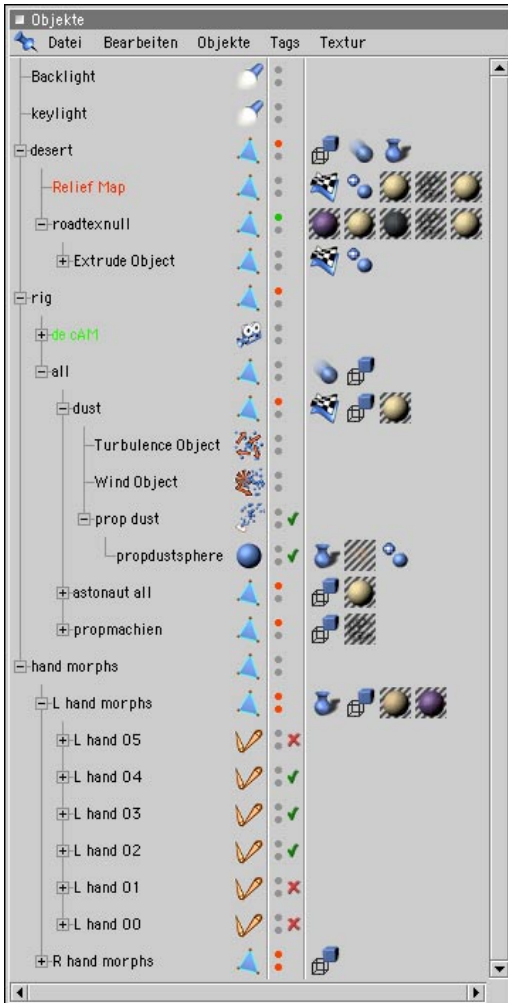 Objekte
Datei Bearbeiten Objekte Tags Textur
Backlight
keylight
desert
Relief Map
roadtexnull
Extrude Object
rig
de cAM
all
dust
Turbulence Object
Wind Object
prop dust
propdustsphere
astonaut all
propmachien
hand morphs
L hand morphs
L hand 05
L hand 04
L hand 03
L hand 02
L hand 01
L hand 00
R hand morphs